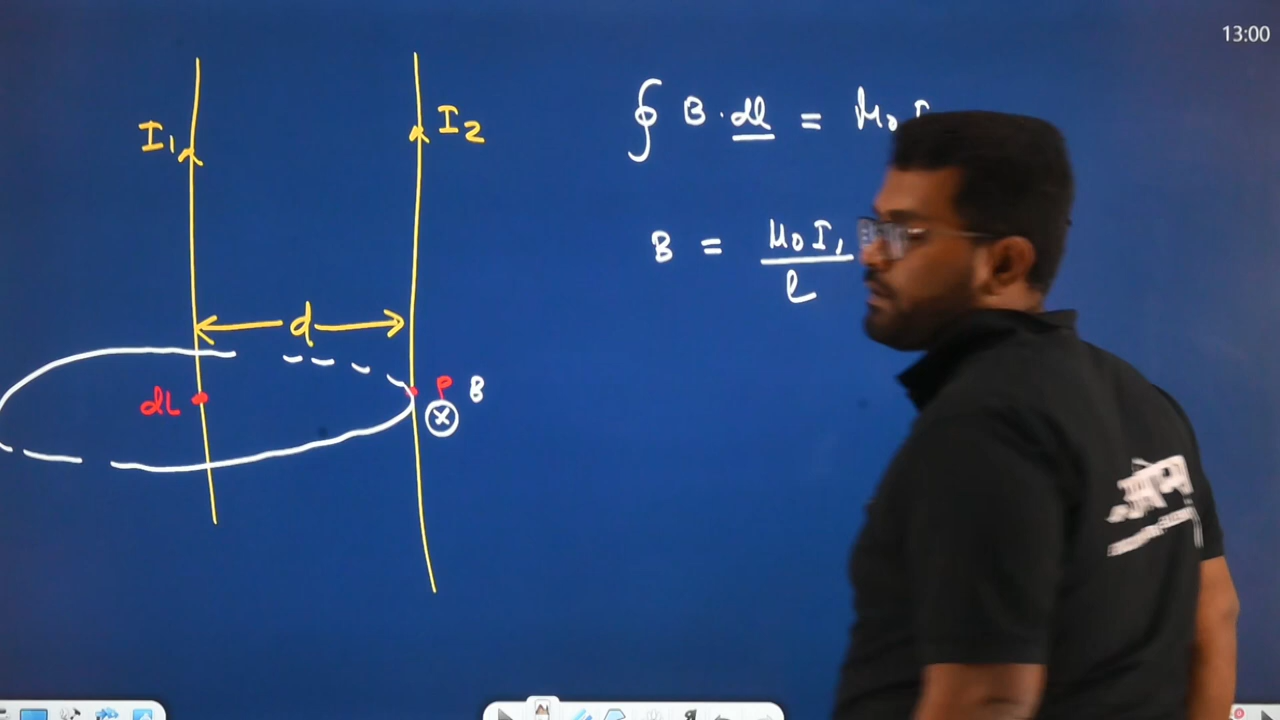 13:00
I₁
I₂
∮ B · dl = μ₀ I
B = μ₀ I₁ / l
d
dl
P
B